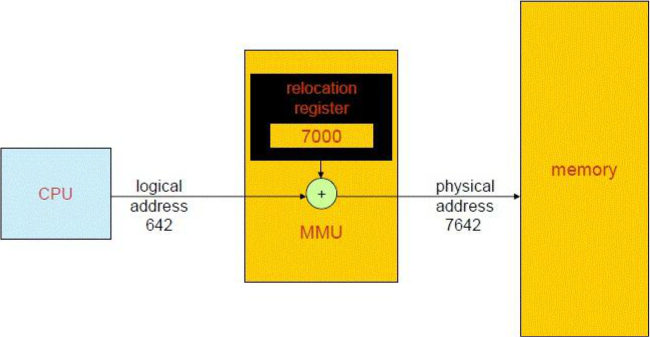 relocation
register
7000
CPU
logical
address
642
+
MMU
physical
address
7642
memory